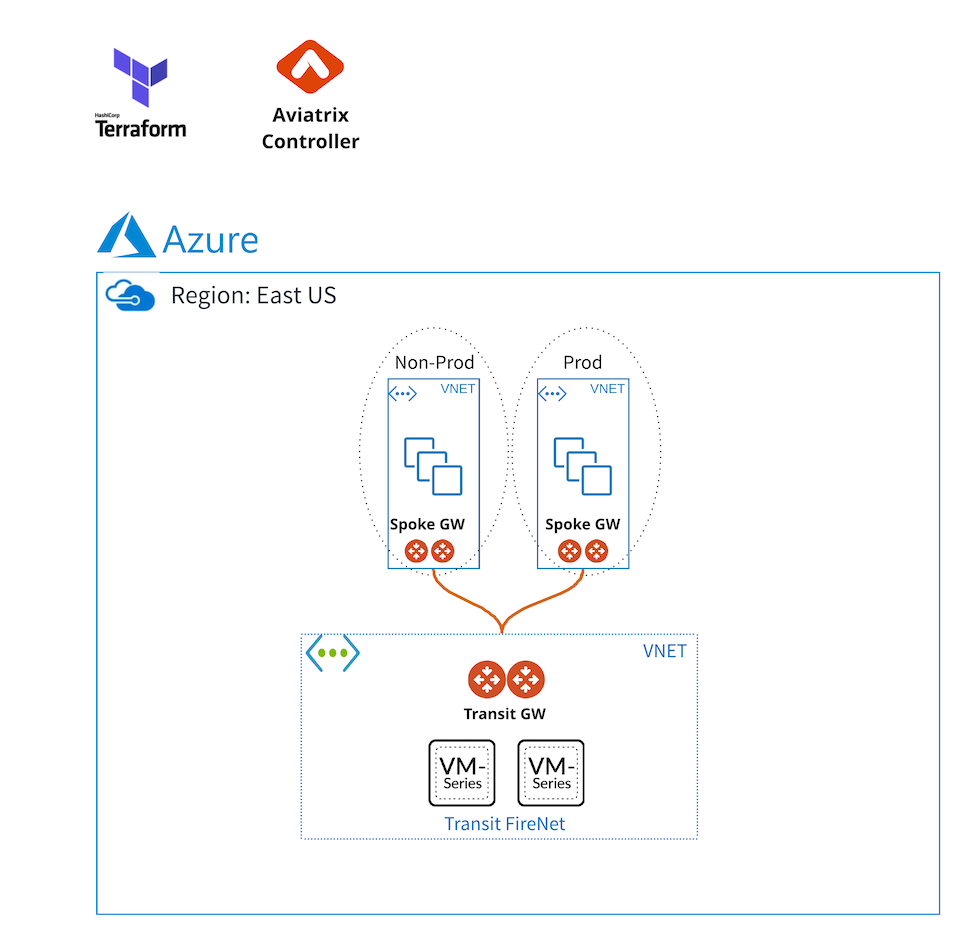 HashiCorp
Terraform
Aviatrix
Controller
Azure
Region: East US
Non-Prod
VNET
Spoke GW
Prod
VNET
Spoke GW
VNET
Transit GW
VM-
Series
VM-
Series
Transit FireNet